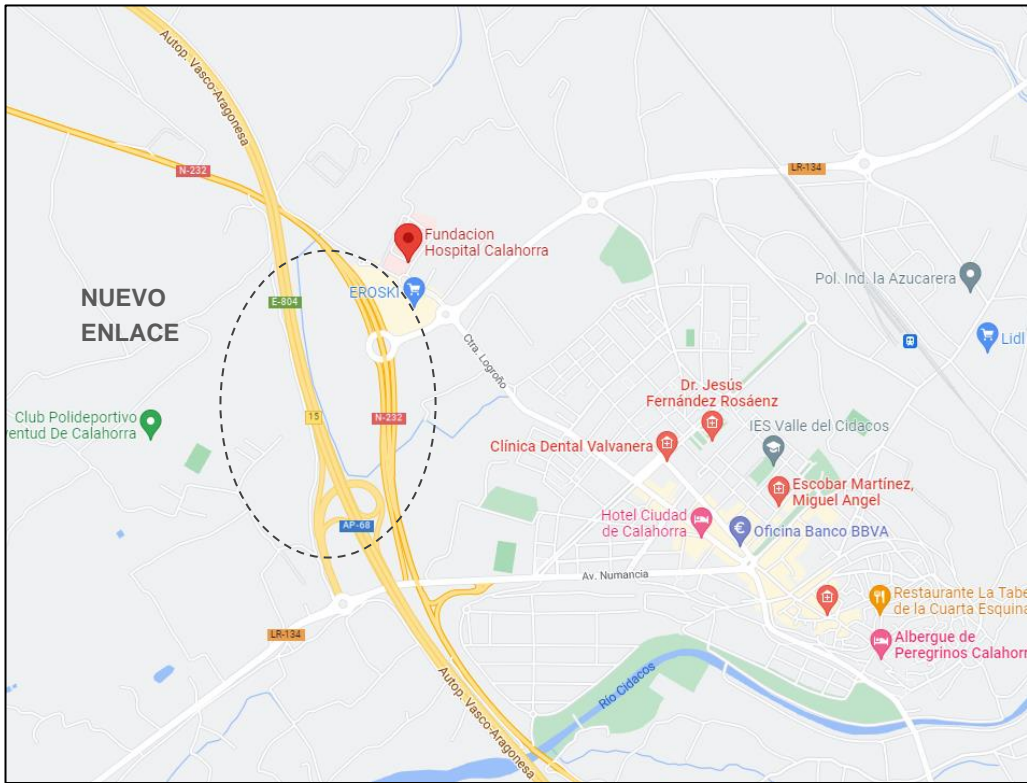 Autop. Vasco-Aragonesa
N-232
LR-134
Fundacion
Hospital Calahorra
NUEVO
ENLACE
E-804
EROSKI
Pol. Ind. la Azucarera
Lidl
Ctra. Logroño
Dr. Jesús
Fernández Rosáenz
15
N-232
Club Polideportivo
ventud De Calahorra
IES Valle del Cidacos
Clínica Dental Valvanera
Escobar Martínez,
Miguel Angel
Hotel Ciudad
de Calahorra
AP-68
Oficina Banco BBVA
Av. Numancia
Restaurante La Tabe
de la Cuarta Esquina
LR-134
Albergue de
Peregrinos Calahorr
Río Cidacos
Autop. Vasco-Aragonesa